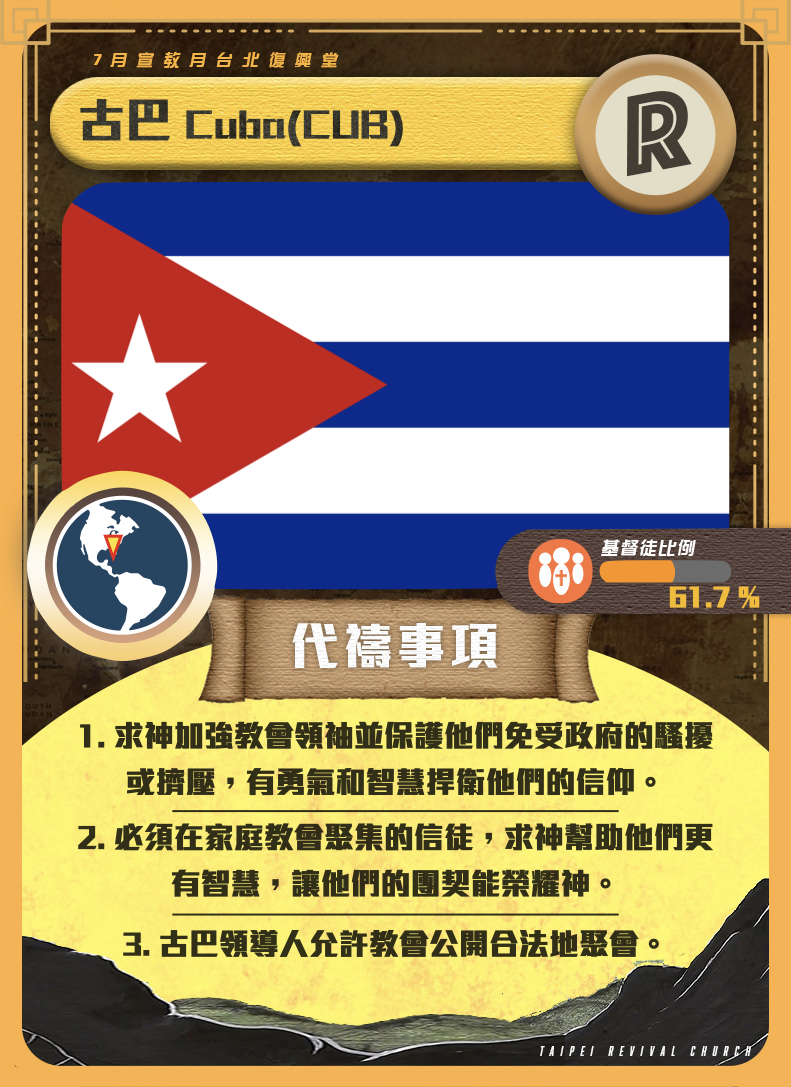 7月宣教月台北復興堂
古巴 Cuba(CUB)
R
基督徒比例
61.7 %
代禱事項
1. 求神加強教會領袖並保護他們免受政府的騷擾
或擠壓，有勇氣和智慧捍衛他們的信仰。
2. 必須在家庭教會聚集的信徒，求神幫助他們更
有智慧，讓他們的團契能榮耀神。
3. 古巴領導人允許教會公開合法地聚會。
TAIPEI REVIVAL CHURCH